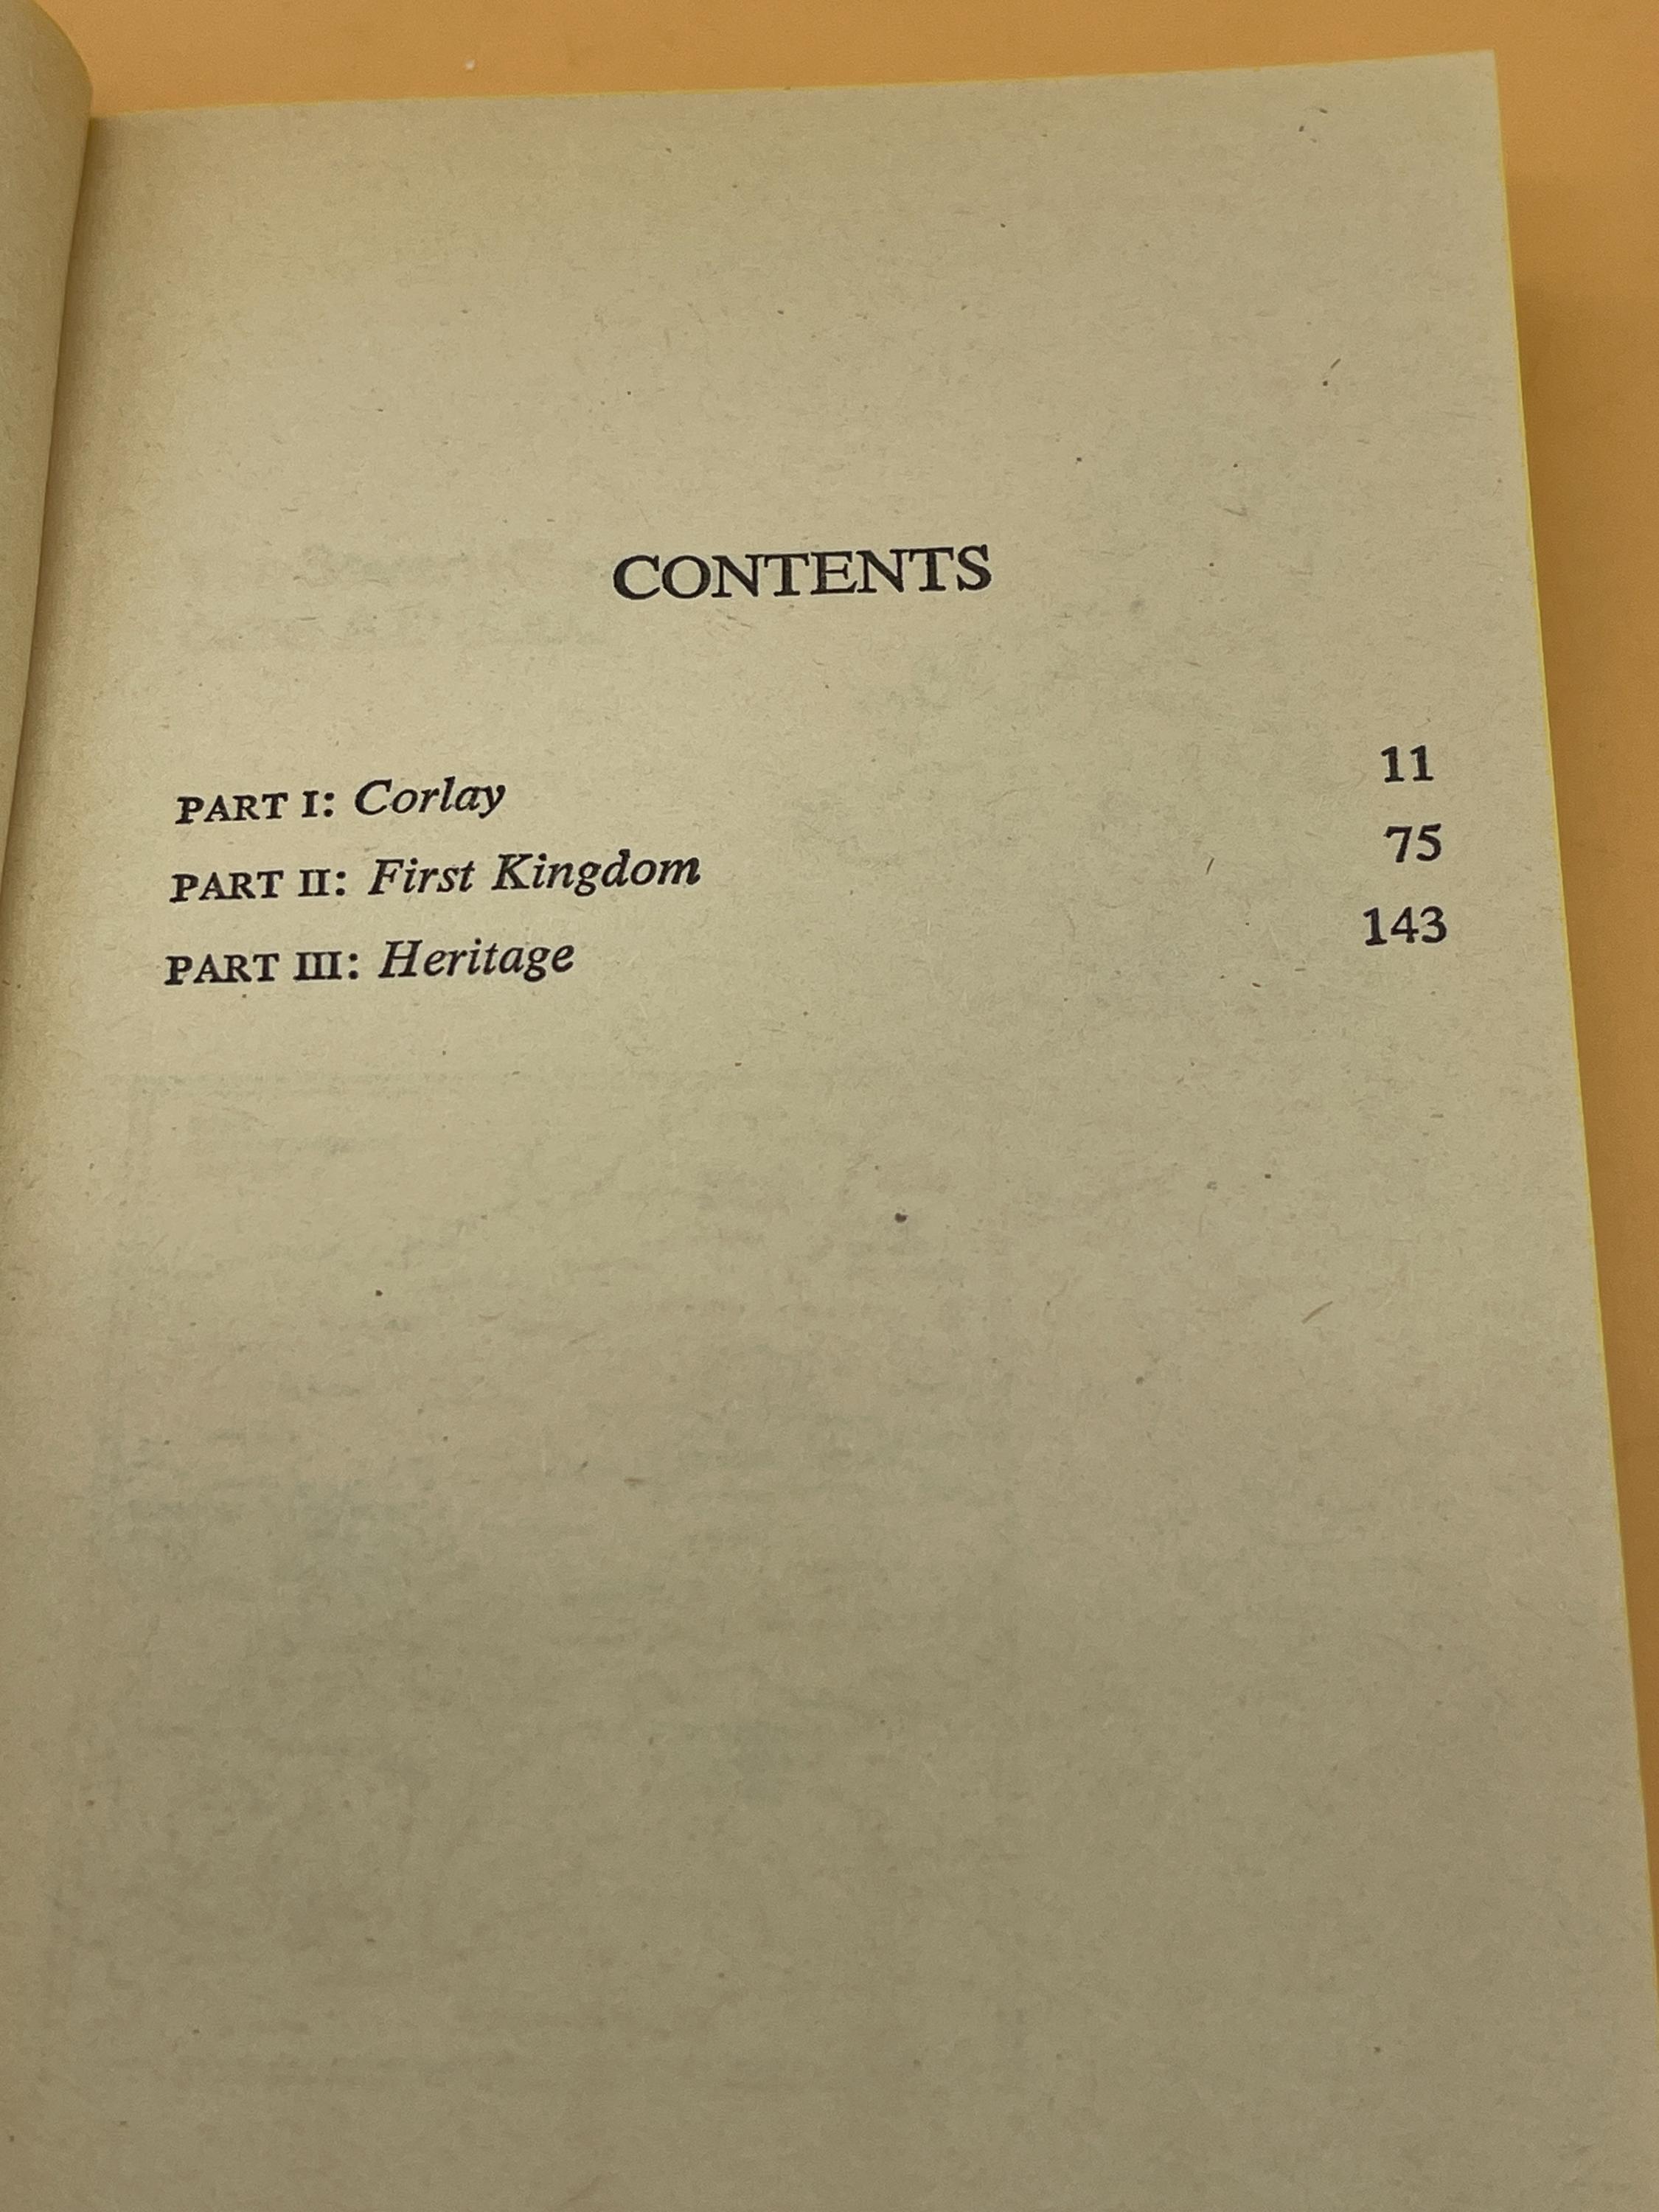 CONTENTS
PART I: Corlay 11
PART II: First Kingdom 75
PART III: Heritage 143